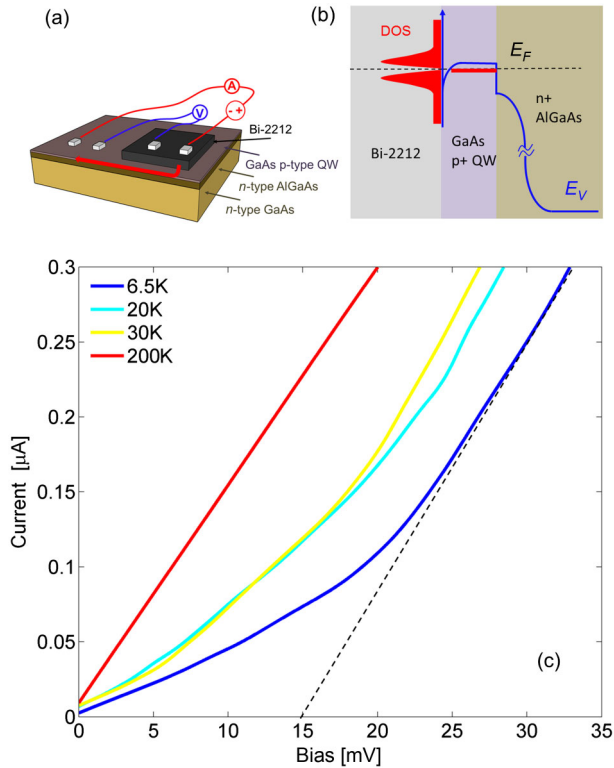 (a)
A
V
- +
Bi-2212
GaAs p-type QW
n-type AlGaAs
n-type GaAs
(b)
DOS
E_F
n+
AlGaAs
GaAs
p+ QW
Bi-2212
E_V
0.3
0.25
0.2
0.15
0.1
0.05
0
Current [μA]
6.5K
20K
30K
200K
(c)
0 5 10 15 20 25 30 35
Bias [mV]